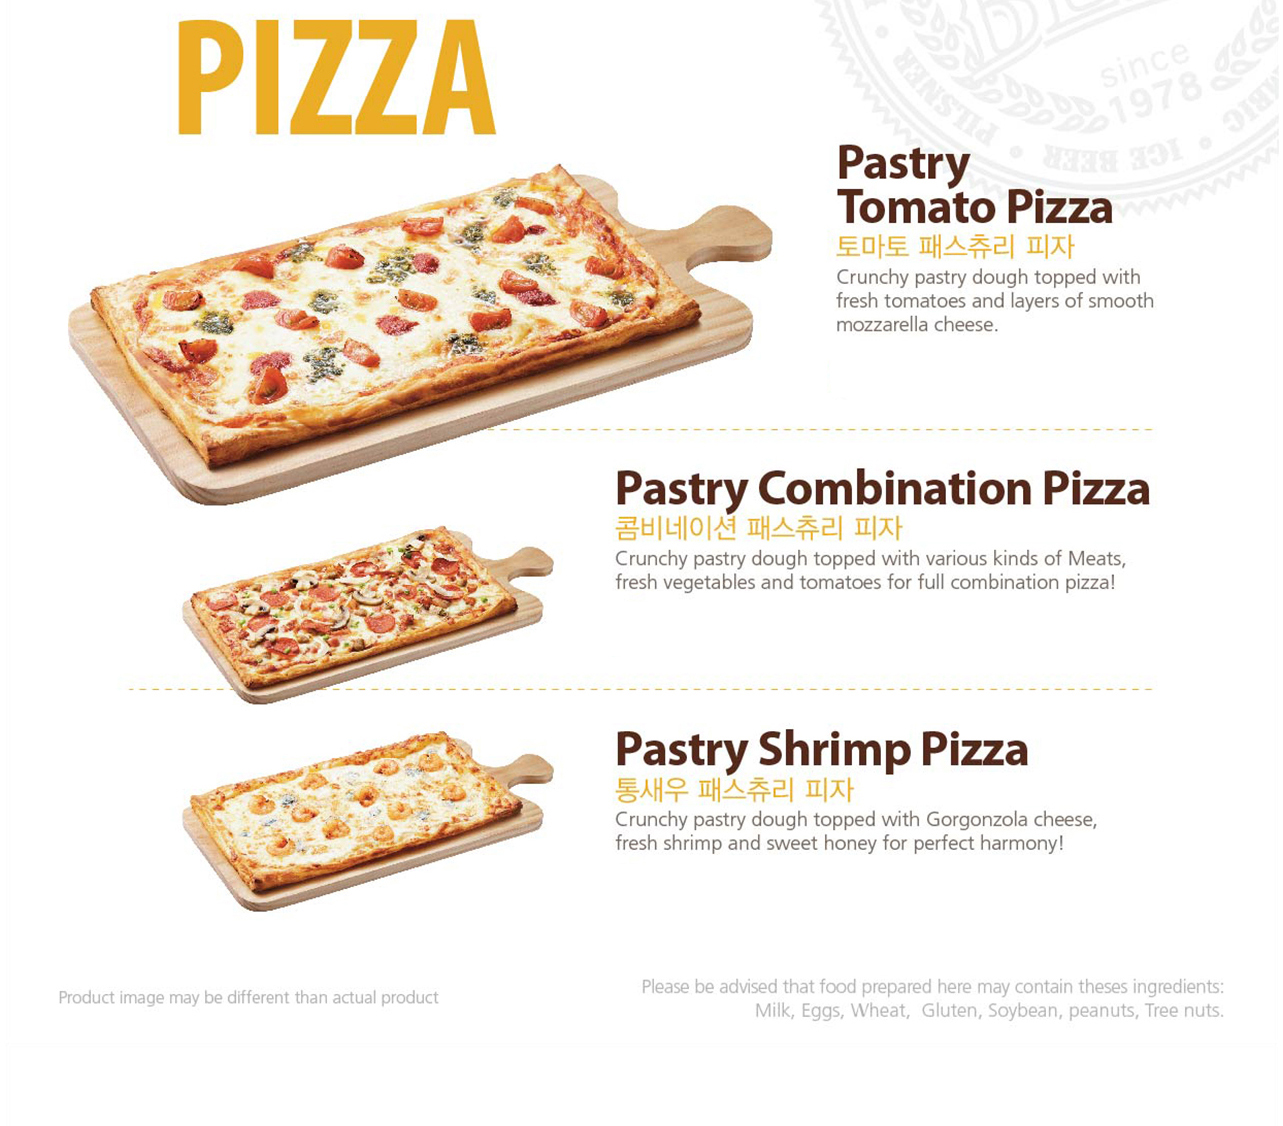 PIZZA
since
1978
PILSNER • ICE BEER •
Pastry
Tomato Pizza
토마토 패스츄리 피자
Crunchy pastry dough topped with
fresh tomatoes and layers of smooth
mozzarella cheese.
Pastry Combination Pizza
콤비네이션 패스츄리 피자
Crunchy pastry dough topped with various kinds of Meats,
fresh vegetables and tomatoes for full combination pizza!
Pastry Shrimp Pizza
통새우 패스츄리 피자
Crunchy pastry dough topped with Gorgonzola cheese,
fresh shrimp and sweet honey for perfect harmony!
Product image may be different than actual product
Please be advised that food prepared here may contain theses ingredients:
Milk, Eggs, Wheat,  Gluten, Soybean, peanuts, Tree nuts.